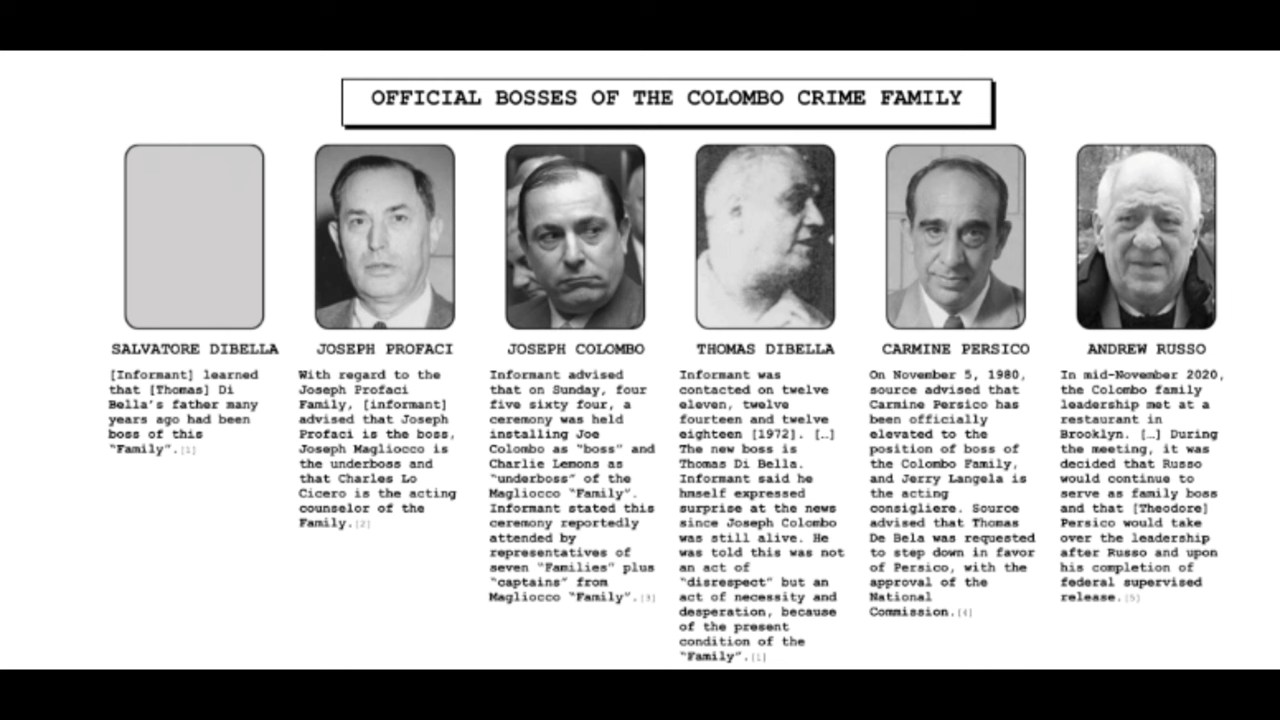 OFFICIAL BOSSES OF THE COLOMBO CRIME FAMILY
SALVATORE DIBELLA
[Informant] learned
that [Thomas] Di
Bella's father many
years ago had been
boss of this
"Family".[1]
JOSEPH PROFACI
With regard to the
Joseph Profaci
Family, [informant]
advised that Joseph
Profaci is the boss,
Joseph Magliocco is
the underboss and
that Charles Lo
Cicero is the acting
counselor of the
Family.[2]
JOSEPH COLOMBO
Informant advised
that on Sunday, four
five sixty four, a
ceremony was held
installing Joe
Colombo as "boss" and
Charlie Lemons as
"underboss" of the
Magliocco "Family".
Informant stated this
ceremony reportedly
attended by
representatives of
seven "Families" plus
"captains" from
Magliocco "Family".[3]
THOMAS DIBELLA
Informant was
contacted on twelve
eleven, twelve
fourteen and twelve
eighteen [1972]. […]
The new boss is
Thomas Di Bella.
Informant said he
hmself expressed
surprise at the news
since Joseph Colombo
was still alive. He
was told this was not
an act of
"disrespect" but an
act of necessity and
desperation, because
of the present
condition of the
"Family".[1]
CARMINE PERSICO
On November 5, 1980,
source advised that
Carmine Persico has
been officially
elevated to the
position of boss of
the Colombo Family,
and Jerry Langela is
the acting
consigliere. Source
advised that Thomas
De Bela was requested
to step down in favor
of Persico, with the
approval of the
National
Commission.[4]
ANDREW RUSSO
In mid-November 2020,
the Colombo family
leadership met at a
restaurant in
Brooklyn. […] During
the meeting, it was
decided that Russo
would continue to
serve as family boss
and that [Theodore]
Persico would take
over the leadership
after Russo and upon
his completion of
federal supervised
release.[5]